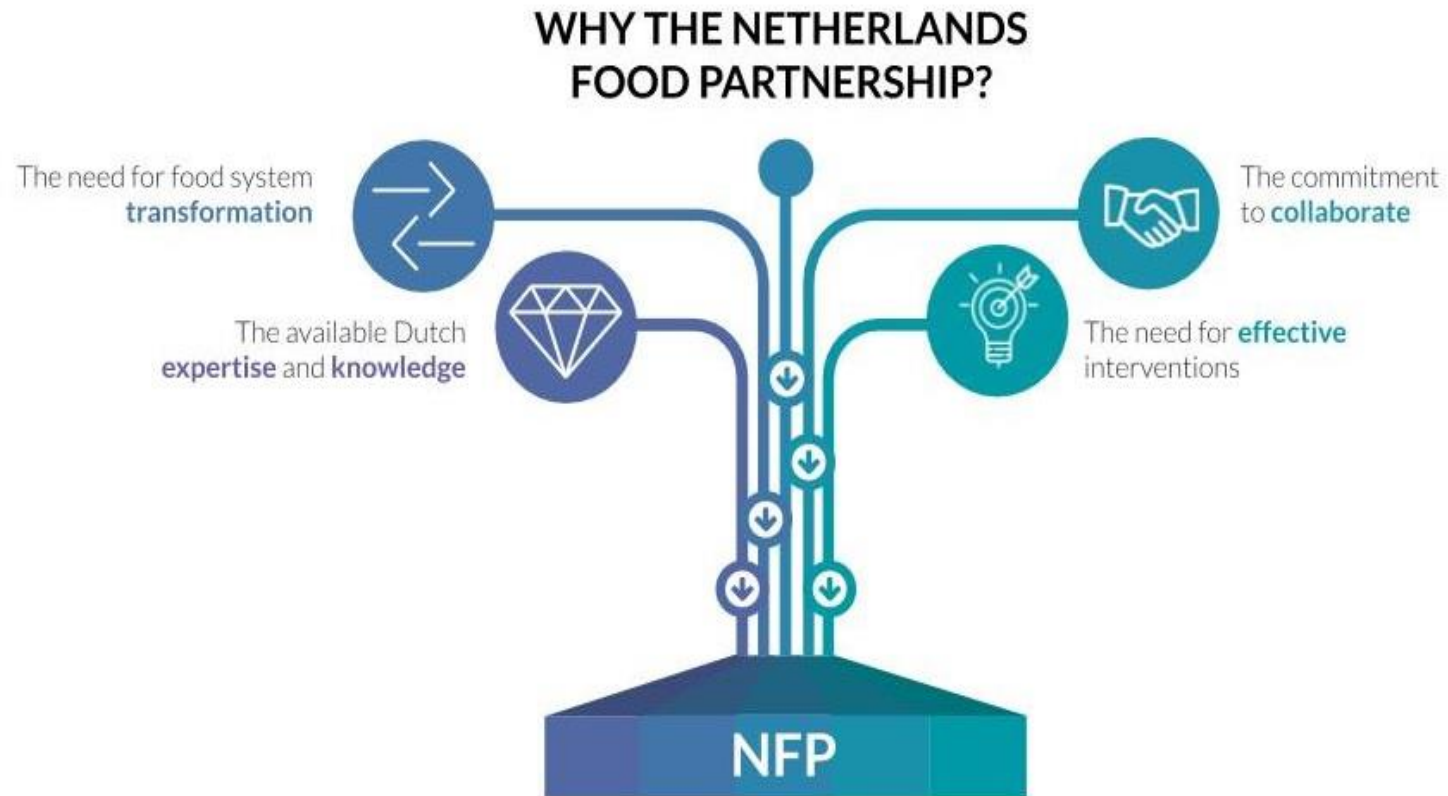 WHY THE NETHERLANDS
FOOD PARTNERSHIP?
The need for food system
transformation
The commitment
to collaborate
The available Dutch
expertise and knowledge
The need for effective
interventions
NFP